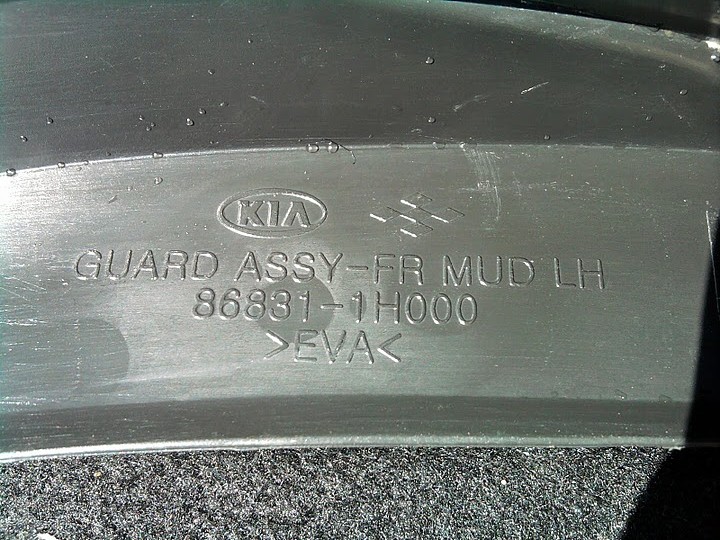 KIA
GUARD ASSY-FR MUD LH
86831-1H000
>EVA<